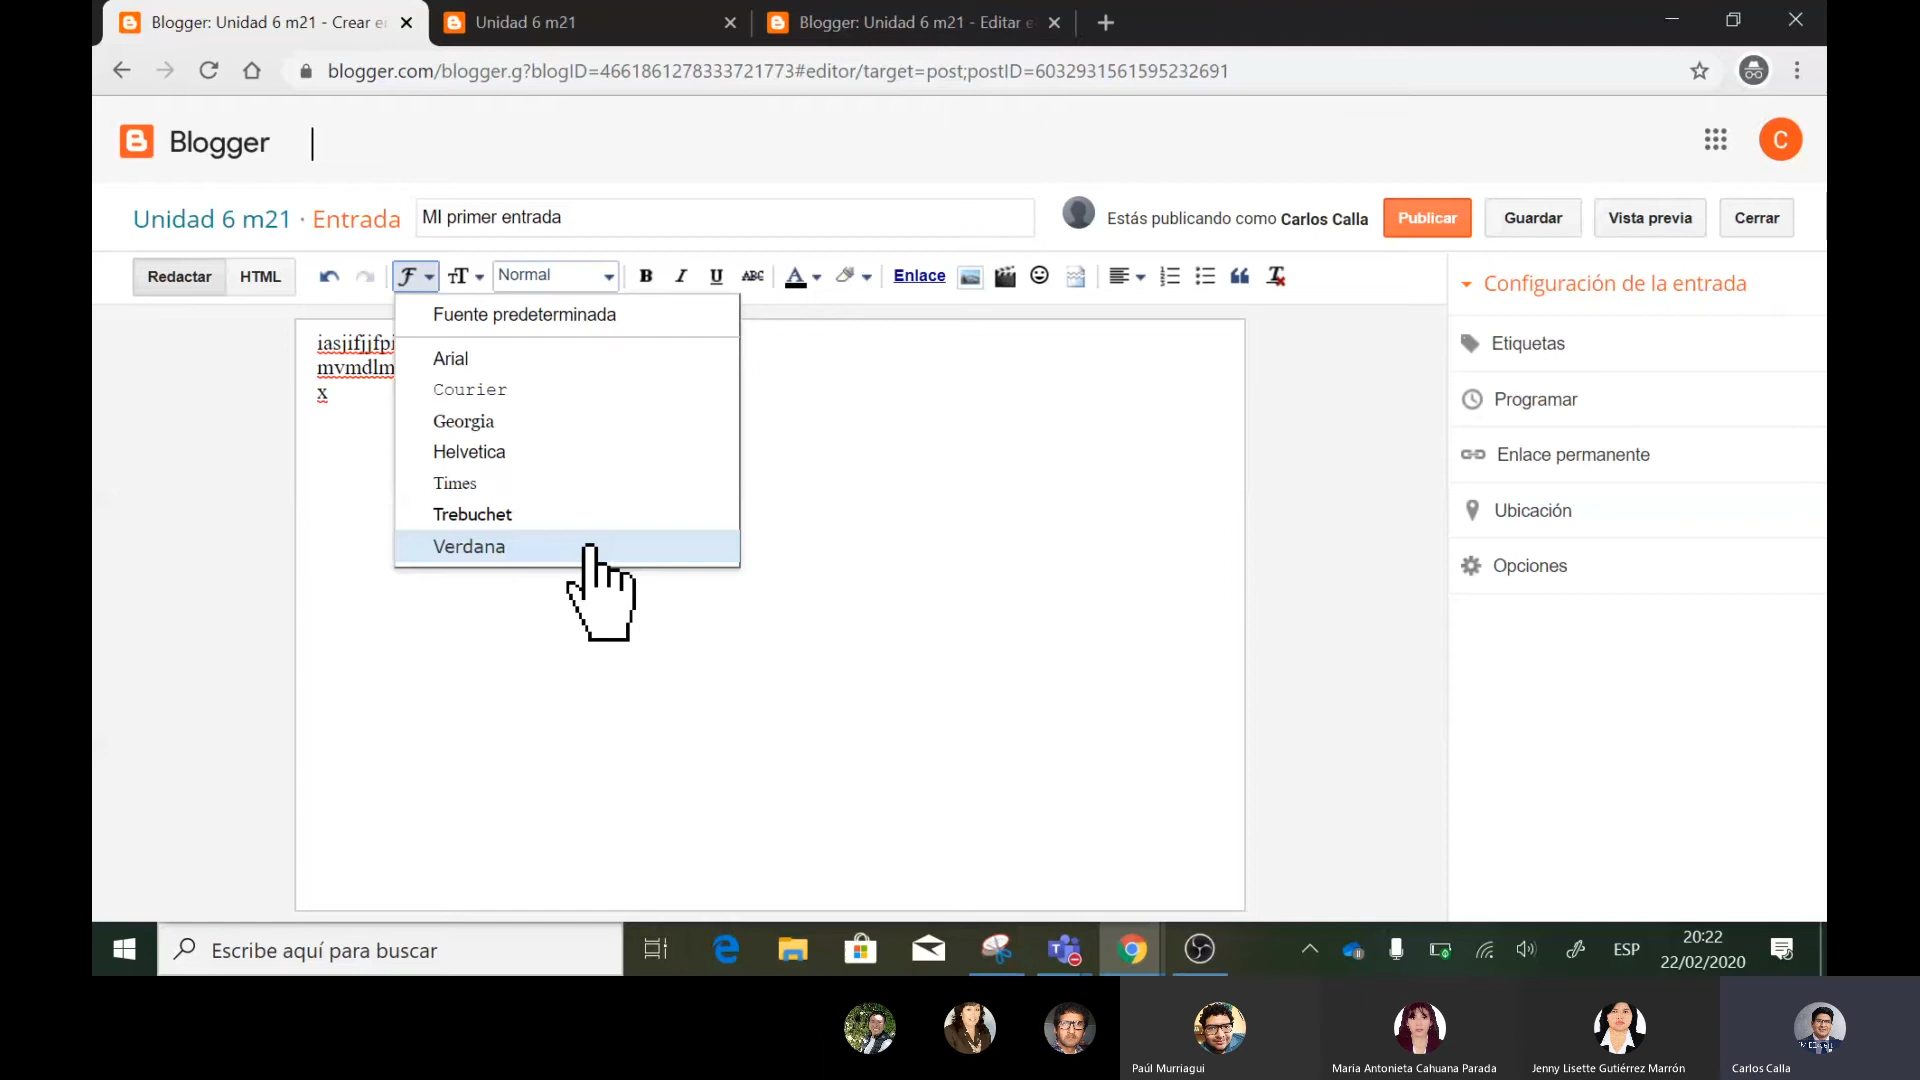 Blogger: Unidad 6 m21 - Crear e
Unidad 6 m21
Blogger: Unidad 6 m21 - Editar e
blogger.com/blogger.g?blogID=4661861278333721773#editor/target=post;postID=6032931561595232691
Blogger
C
Unidad 6 m21 · Entrada
MI primer entrada
Estás publicando como Carlos Calla
Publicar
Guardar
Vista previa
Cerrar
Redactar
HTML
Normal
B I U ABC A
Enlace
Configuración de la entrada
Fuente predeterminada
iasjifjjfpi
mvmdlm
x
Arial
Courier
Georgia
Helvetica
Times
Trebuchet
Verdana
Etiquetas
Programar
Enlace permanente
Ubicación
Opciones
Escribe aquí para buscar
ESP
20:22
22/02/2020
Paúl Murriagui
Maria Antonieta Cahuana Parada
Jenny Lisette Gutiérrez Marrón
Carlos Calla